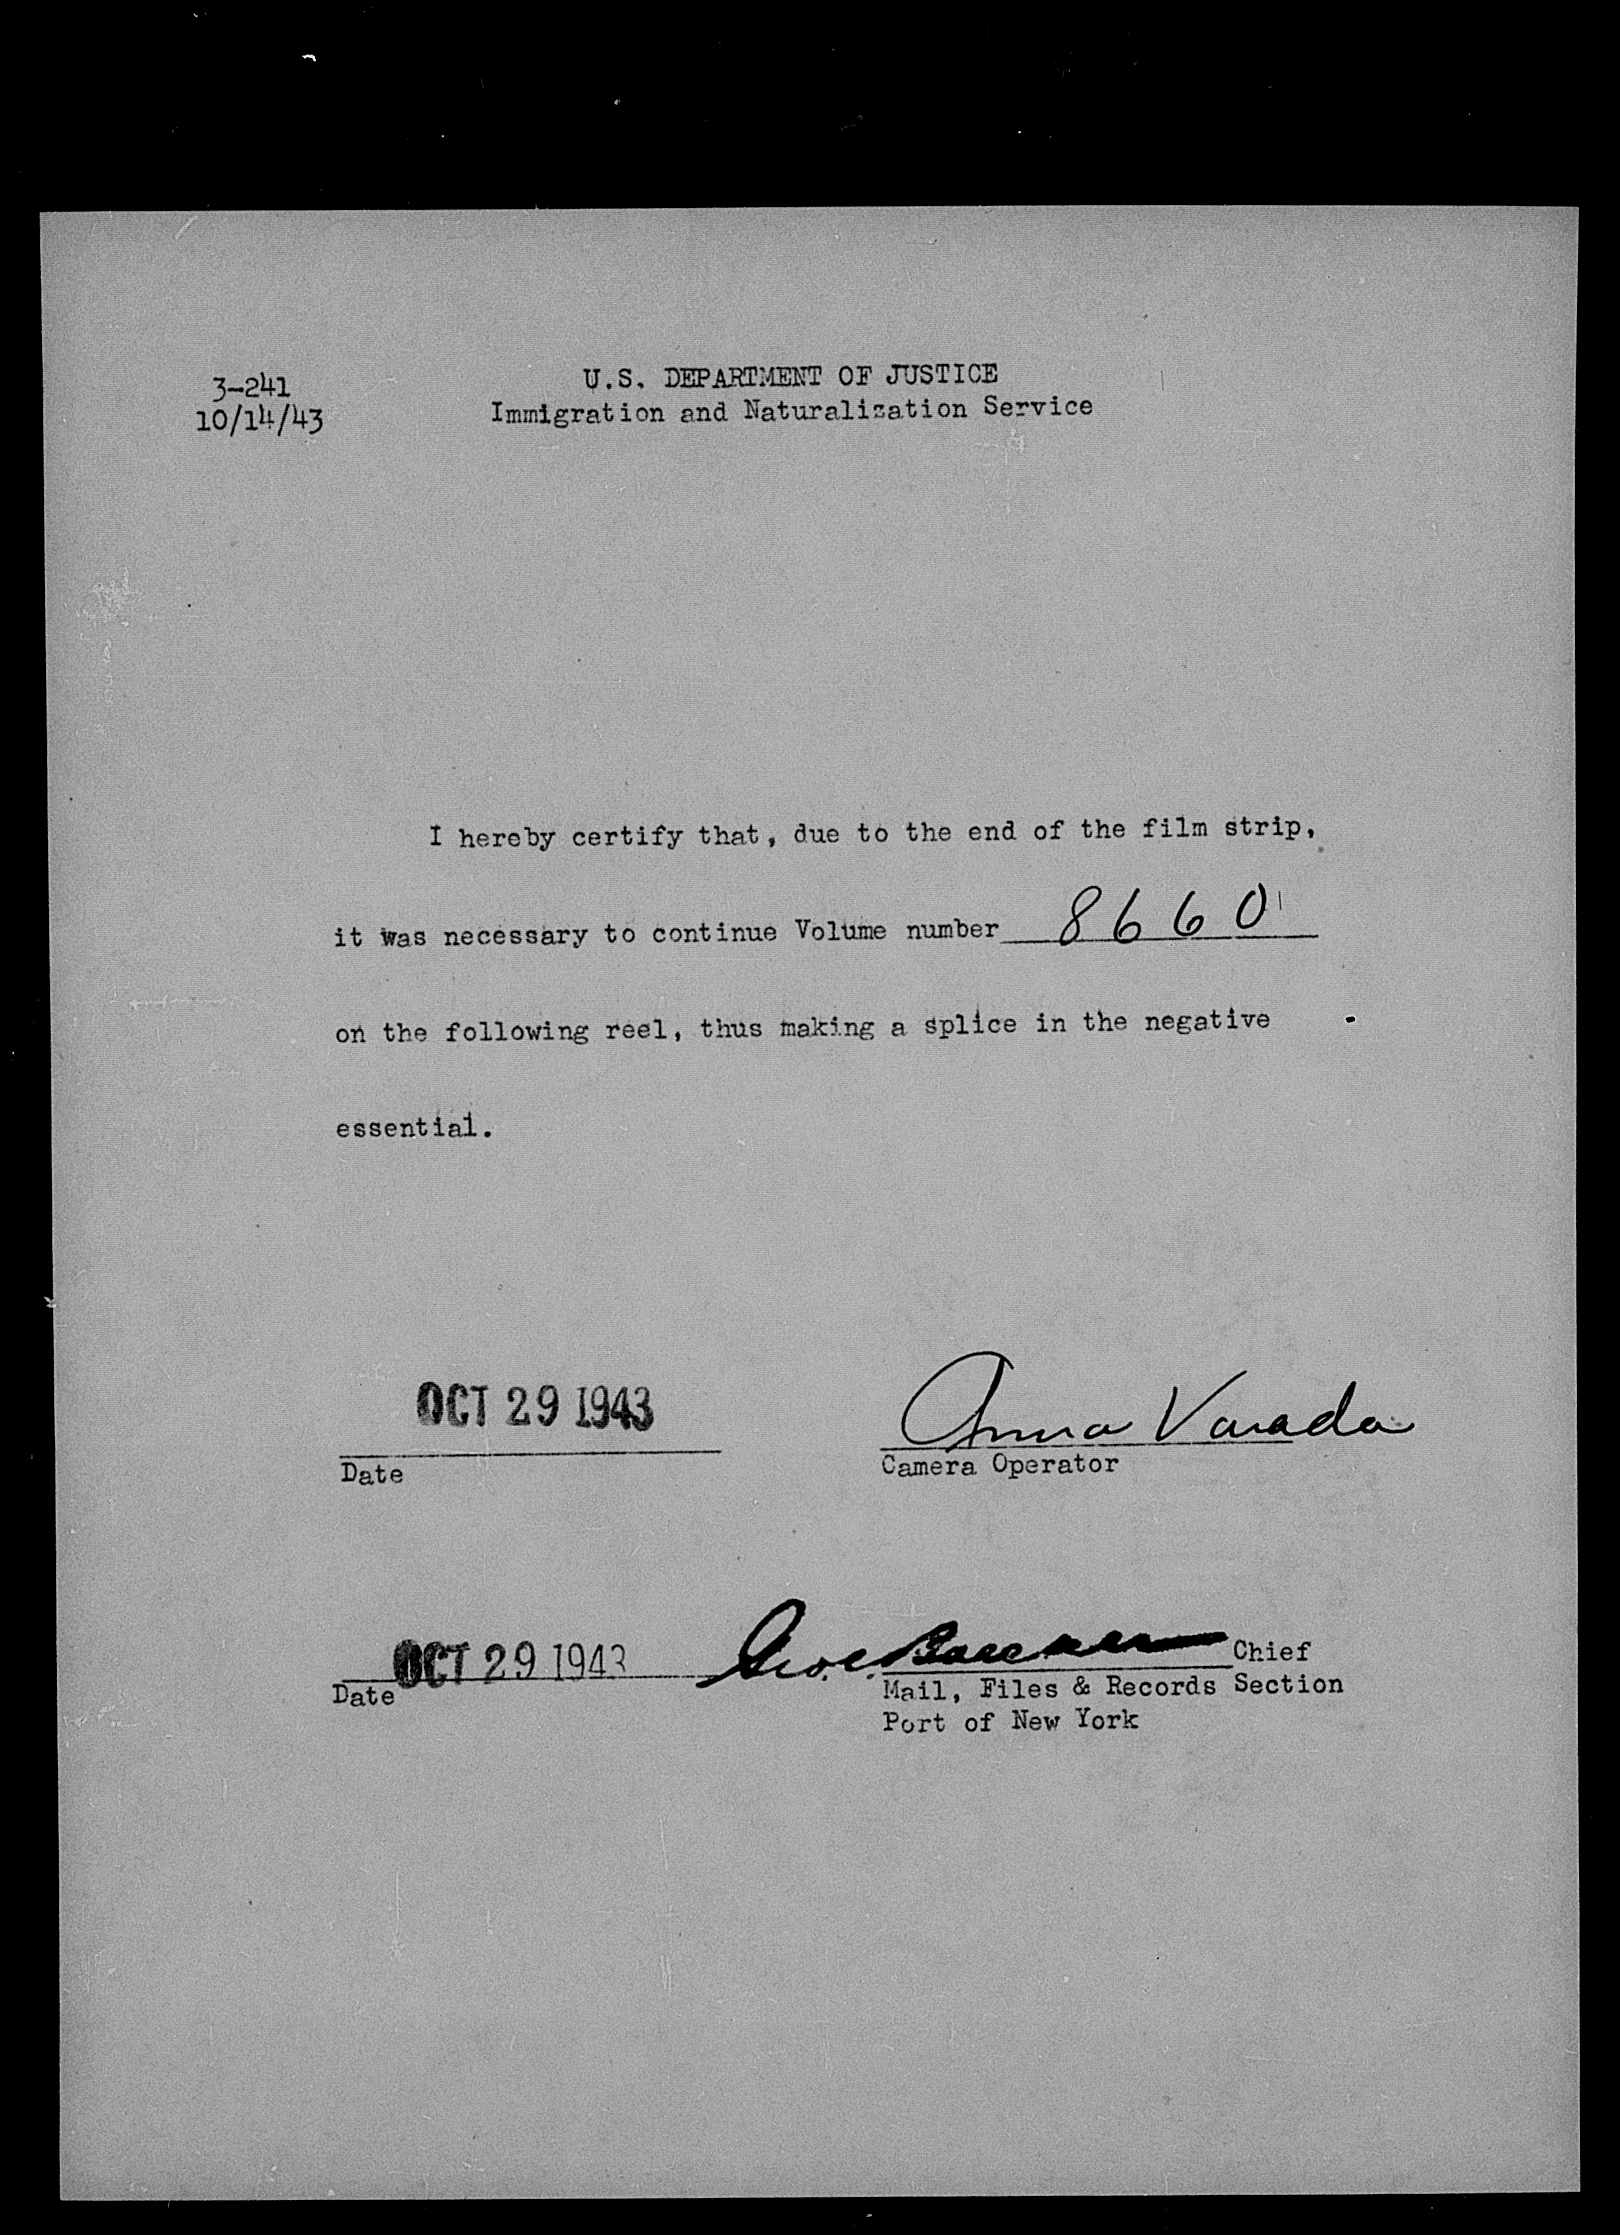 3-241
10/14/43
U.S. DEPARTMENT OF JUSTICE
Immigration and Naturalization Service
I hereby certify that, due to the end of the film strip,
it was necessary to continue Volume number 8660
on the following reel, thus making a splice in the negative
essential.
OCT 29 1943
Date
Anna Varada
Camera Operator
OCT 29 1943
Date
Geo. Chief
Mail, Files & Records Section
Port of New York